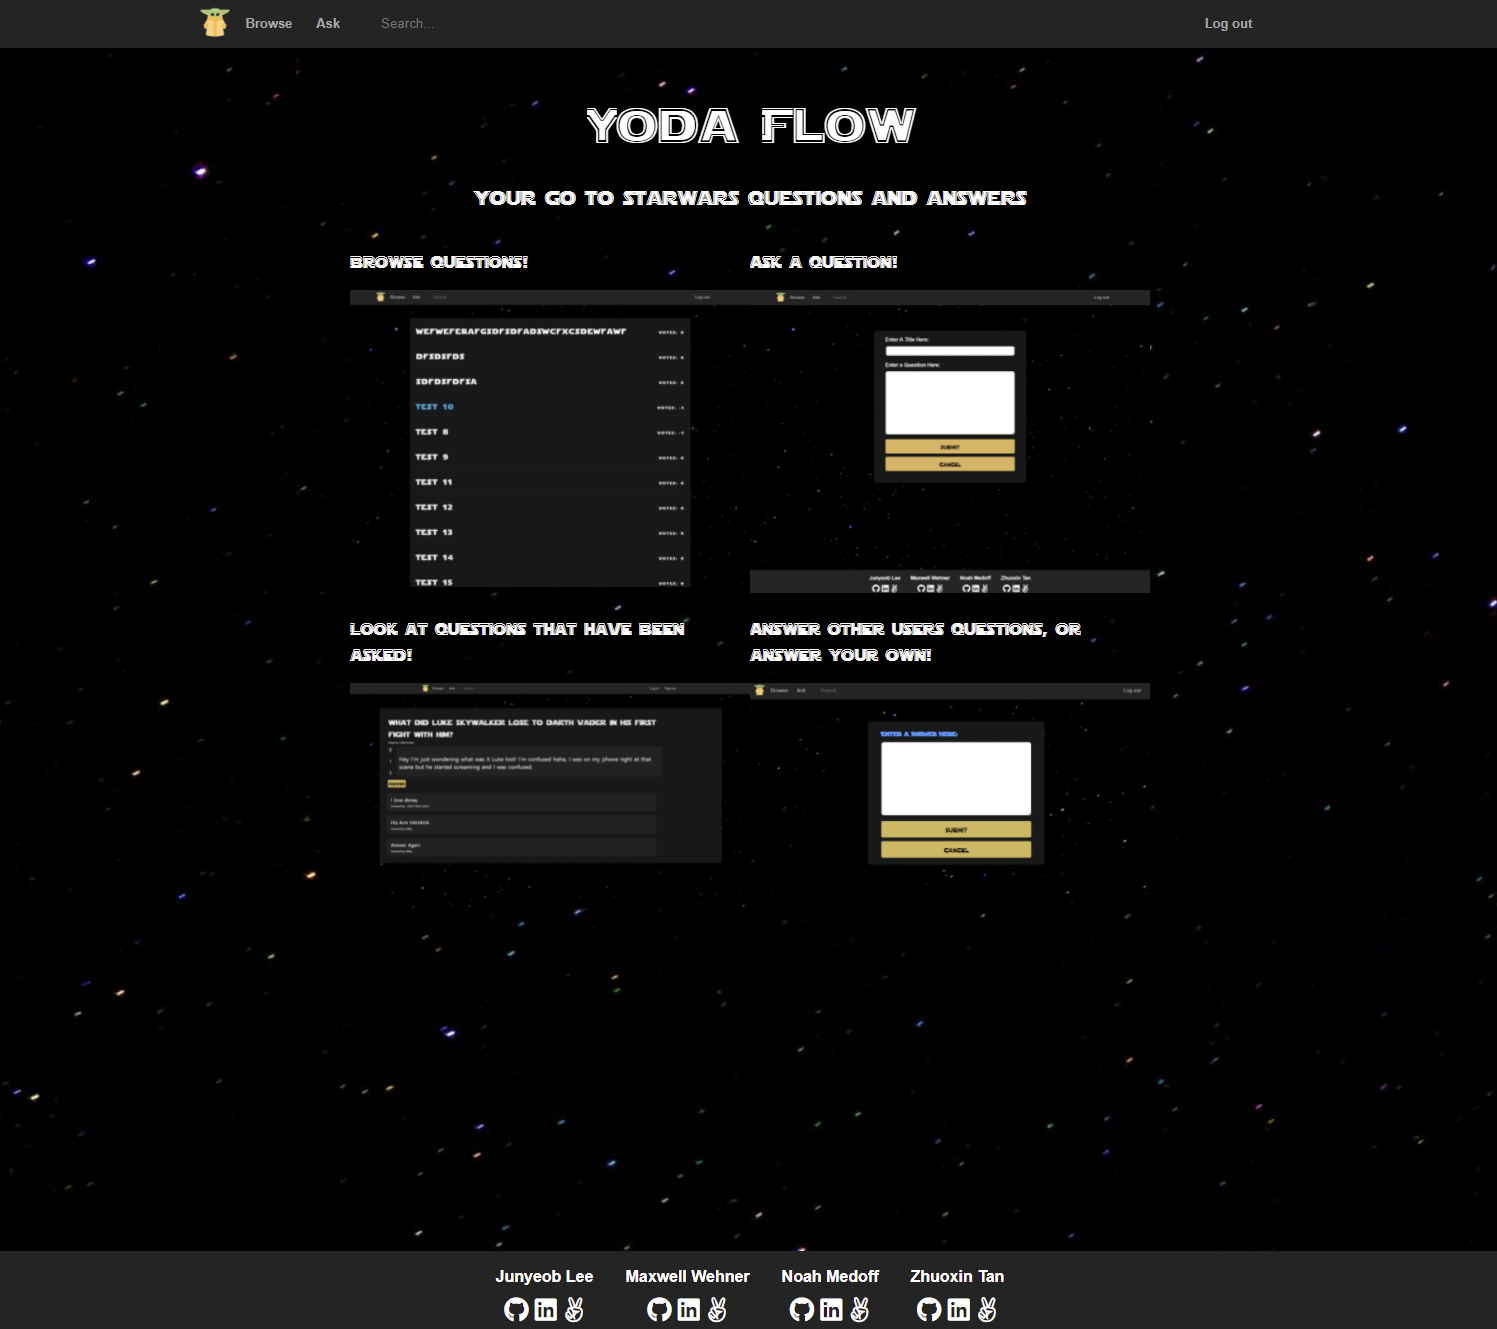 Browse Ask Search... Log out
YODA FLOW
YOUR GO TO STARWARS QUESTIONS AND ANSWERS
BROWSE QUESTIONS!
Browse Ask Search Log out
WEFWEFERAFGSDFSDFADSWCFXCSDEWFAWF VOTES: 0
DFSDSFDS VOTES: 0
SDFDSFDFSA VOTES: 0
TEST 10 VOTES: -1
TEST 8 VOTES: -1
TEST 9 VOTES: 0
TEST 11 VOTES: 0
TEST 12 VOTES: 0
TEST 13 VOTES: 0
TEST 14 VOTES: 0
TEST 15 VOTES: 0
ASK A QUESTION!
Browse Ask Search Log out
Enter A Title Here:
Enter a Question Here:
SUBMIT
CANCEL
Junyeob Lee Maxwell Wehner Noah Medoff Zhuoxin Tan
LOOK AT QUESTIONS THAT HAVE BEEN
ASKED!
Browse Ask Search Log In Sign up
WHAT DID LUKE SKYWALKER LOSE TO DARTH VADER IN HIS FIRST
FIGHT WITH HIM?
Hey I'm just wondering what was it Luke lost! I'm confused haha, I was on my phone right at that
scene but he started screaming and I was confused.
I love disney
His Arm
Answer Again
ANSWER OTHER USERS QUESTIONS, OR
ANSWER YOUR OWN!
Browse Ask Search... Log out
ENTER A ANSWER HERE:
SUBMIT
CANCEL
Junyeob Lee Maxwell Wehner Noah Medoff Zhuoxin Tan